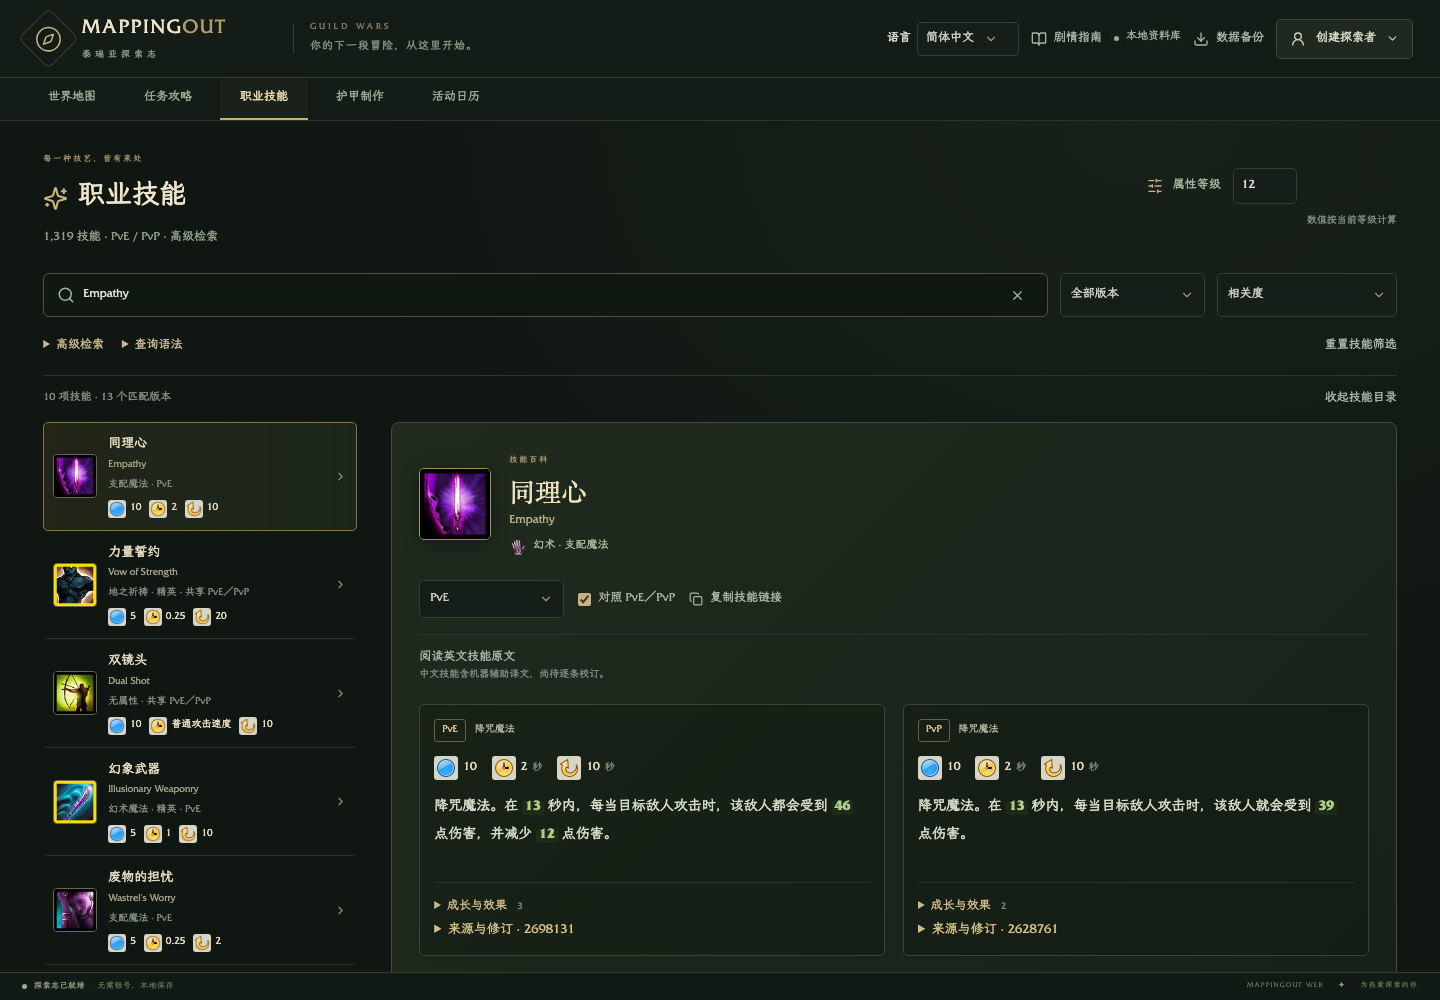 MAPPINGOUT
泰瑞亚探索志
GUILD WARS
你的下一段冒险，从这里开始。
语言
简体中文
剧情指南
本地资料库
数据备份
创建探索者
世界地图
任务攻略
职业技能
护甲制作
活动日历
每一种技艺，皆有来处
职业技能
1,319 技能 · PvE / PvP · 高级检索
属性等级
12
数值按当前等级计算
Empathy
全部版本
相关度
高级检索
查询语法
重置技能筛选
10 项技能 · 13 个匹配版本
收起技能目录
同理心
Empathy
支配魔法 · PvE
10 2 10
力量誓约
Vow of Strength
地之祈祷 · 精英 · 共享 PvE／PvP
5 0.25 20
双镜头
Dual Shot
无属性 · 共享 PvE／PvP
10 普通攻击速度 10
幻象武器
Illusionary Weaponry
幻术魔法 · 精英 · PvE
5 1 10
废物的担忧
Wastrel's Worry
支配魔法 · PvE
5 0.25 2
技能百科
同理心
Empathy
幻术 · 支配魔法
PvE
对照 PvE／PvP
复制技能链接
阅读英文技能原文
中文技能含机器辅助译文，尚待逐条校订。
PvE 降咒魔法
10 2 秒 10 秒
降咒魔法。在 13 秒内，每当目标敌人攻击时，该敌人都会受到 46
点伤害，并减少 12 点伤害。
成长与效果 3
来源与修订 · 2698131
PvP 降咒魔法
10 2 秒 10 秒
降咒魔法。在 13 秒内，每当目标敌人攻击时，该敌人就会受到 39
点伤害。
成长与效果 2
来源与修订 · 2628761
探索志已就绪 · 无需账号，本地保存
MAPPINGOUT WEB
为热爱探索的你